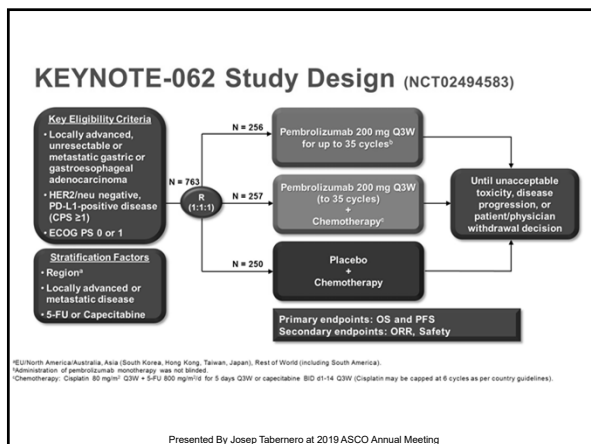 KEYNOTE-062 Study Design (NCT02494583)
Key Eligibility Criteria
• Locally advanced,
unresectable or
metastatic gastric or
gastroesophageal
adenocarcinoma
• HER2/neu negative,
PD-L1-positive disease
(CPS ≥1)
• ECOG PS 0 or 1
Stratification Factors
• Regionᵃ
• Locally advanced or
metastatic disease
• 5-FU or Capecitabine
N = 763
R
(1:1:1)
N = 256
Pembrolizumab 200 mg Q3W
for up to 35 cyclesᵇ
N = 257
Pembrolizumab 200 mg Q3W
(to 35 cycles)
+
Chemotherapyᶜ
N = 250
Placebo
+
Chemotherapy
Until unacceptable
toxicity, disease
progression, or
patient/physician
withdrawal decision
Primary endpoints: OS and PFS
Secondary endpoints: ORR, Safety
ᵃEU/North America/Australia, Asia (South Korea, Hong Kong, Taiwan, Japan), Rest of World (including South America).
ᵇAdministration of pembrolizumab monotherapy was not blinded.
ᶜChemotherapy: Cisplatin 80 mg/m² Q3W + 5-FU 800 mg/m²/d for 5 days Q3W or capecitabine BID d1-14 Q3W (Cisplatin may be capped at 6 cycles as per country guidelines).
Presented By Josep Tabernero at 2019 ASCO Annual Meeting